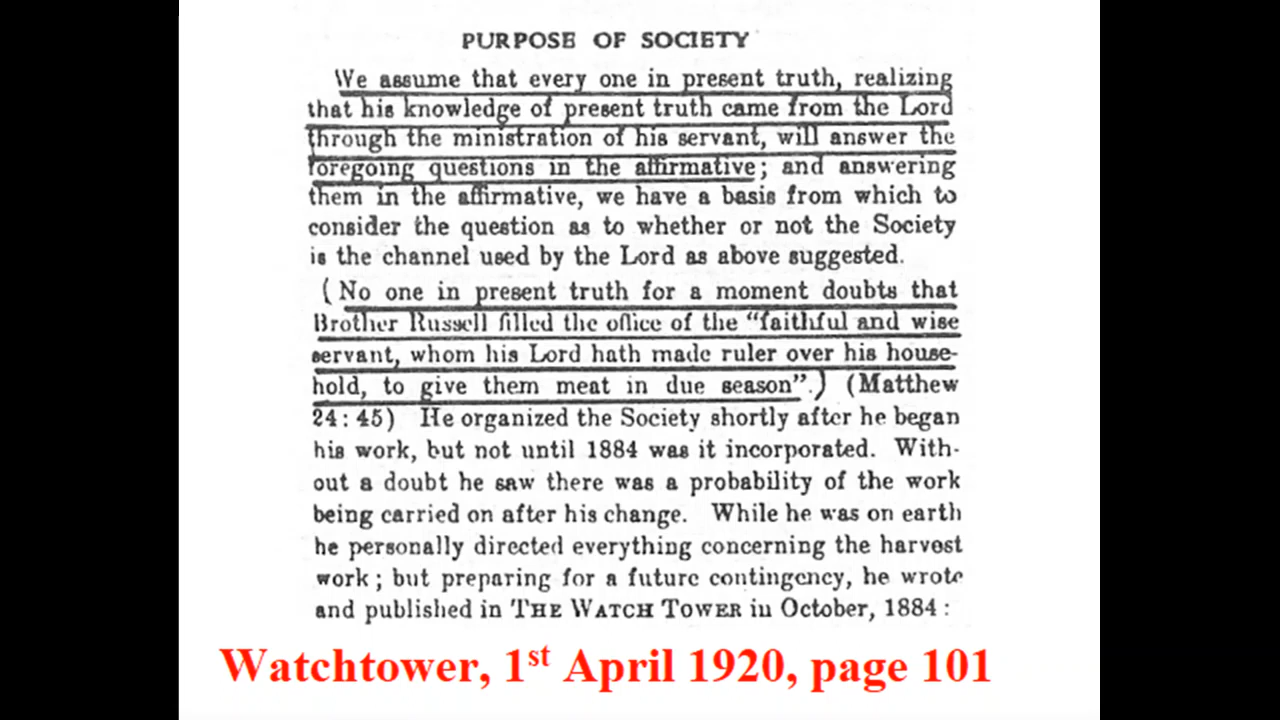 PURPOSE OF SOCIETY
We assume that every one in present truth, realizing
that his knowledge of present truth came from the Lord
through the ministration of his servant, will answer the
foregoing questions in the affirmative; and answering
them in the affirmative, we have a basis from which to
consider the question as to whether or not the Society
is the channel used by the Lord as above suggested.
(No one in present truth for a moment doubts that
Brother Russell filled the office of the "faithful and wise
servant, whom his Lord hath made ruler over his house-
hold, to give them meat in due season".) (Matthew
24:45) He organized the Society shortly after he began
his work, but not until 1884 was it incorporated. With-
out a doubt he saw there was a probability of the work
being carried on after his change. While he was on earth
he personally directed everything concerning the harvest
work; but preparing for a future contingency, he wrote
and published in THE WATCH TOWER in October, 1884:
Watchtower, 1st April 1920, page 101